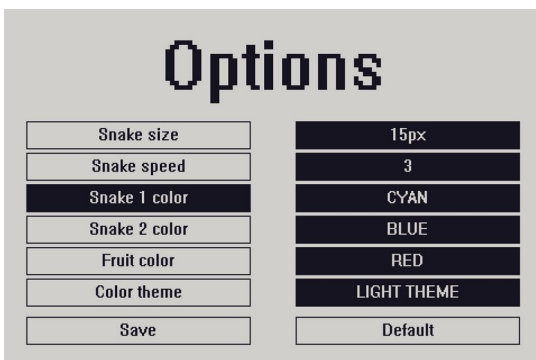 Options
Snake size 15px
Snake speed 3
Snake 1 color CYAN
Snake 2 color BLUE
Fruit color RED
Color theme LIGHT THEME
Save Default